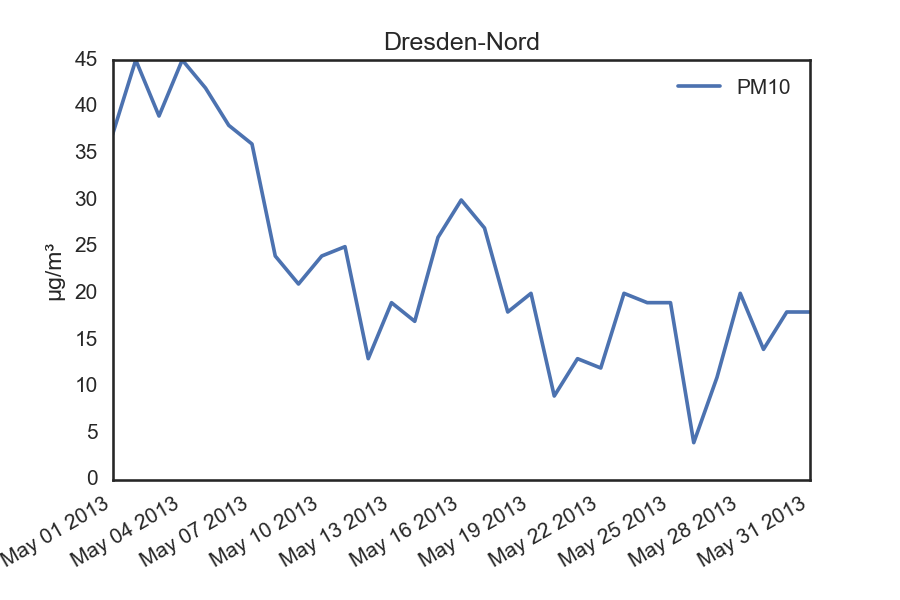 Dresden-Nord
PM10
µg/m³
45
40
35
30
25
20
15
10
5
0
May 01 2013
May 04 2013
May 07 2013
May 10 2013
May 13 2013
May 16 2013
May 19 2013
May 22 2013
May 25 2013
May 28 2013
May 31 2013